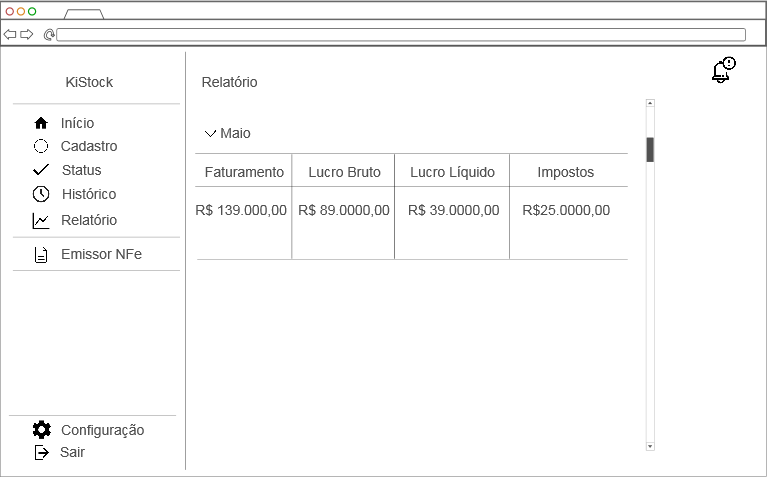 KiStock
Início
Cadastro
Status
Histórico
Relatório
Emissor NFe
Configuração
Sair
Relatório
Maio
Faturamento Lucro Bruto Lucro Líquido Impostos
R$ 139.000,00 R$ 89.0000,00 R$ 39.0000,00 R$25.0000,00